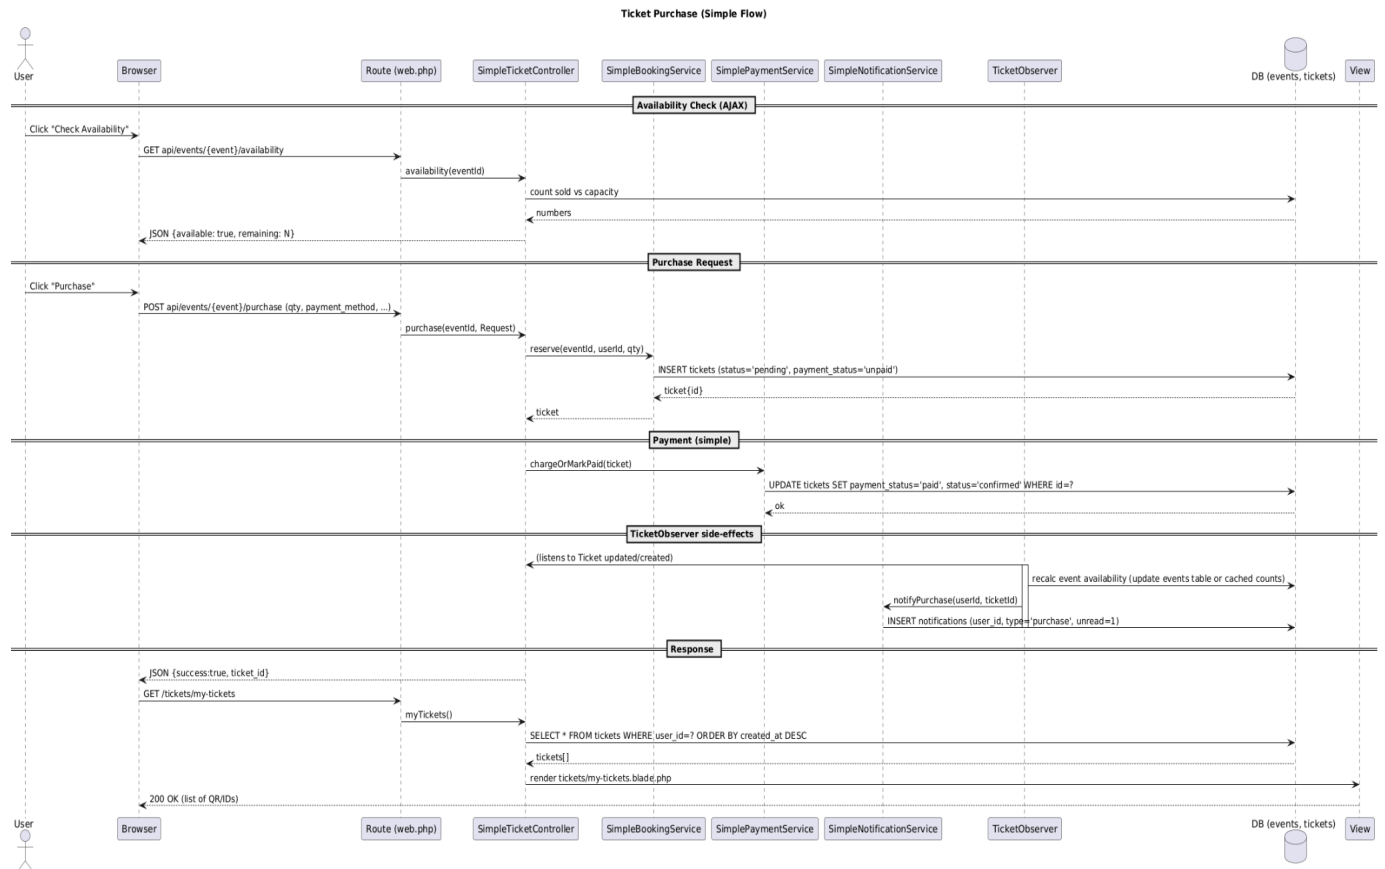 Ticket Purchase (Simple Flow)
User
Browser
Route (web.php)
SimpleTicketController
SimpleBookingService
SimplePaymentService
SimpleNotificationService
TicketObserver
DB (events, tickets)
View
Availability Check (AJAX)
Click "Check Availability"
GET api/events/{event}/availability
availability(eventId)
count sold vs capacity
numbers
JSON {available: true, remaining: N}
Purchase Request
Click "Purchase"
POST api/events/{event}/purchase (qty, payment_method, ...)
purchase(eventId, Request)
reserve(eventId, userId, qty)
INSERT tickets (status='pending', payment_status='unpaid')
ticket{id}
ticket
Payment (simple)
chargeOrMarkPaid(ticket)
UPDATE tickets SET payment_status='paid', status='confirmed' WHERE id=?
ok
TicketObserver side-effects
(listens to Ticket updated/created)
recalc event availability (update events table or cached counts)
notifyPurchase(userId, ticketId)
INSERT notifications (user_id, type='purchase', unread=1)
Response
JSON {success:true, ticket_id}
GET /tickets/my-tickets
myTickets()
SELECT * FROM tickets WHERE user_id=? ORDER BY created_at DESC
tickets[]
render tickets/my-tickets.blade.php
200 OK (list of QR/IDs)
User
Browser
Route (web.php)
SimpleTicketController
SimpleBookingService
SimplePaymentService
SimpleNotificationService
TicketObserver
DB (events, tickets)
View